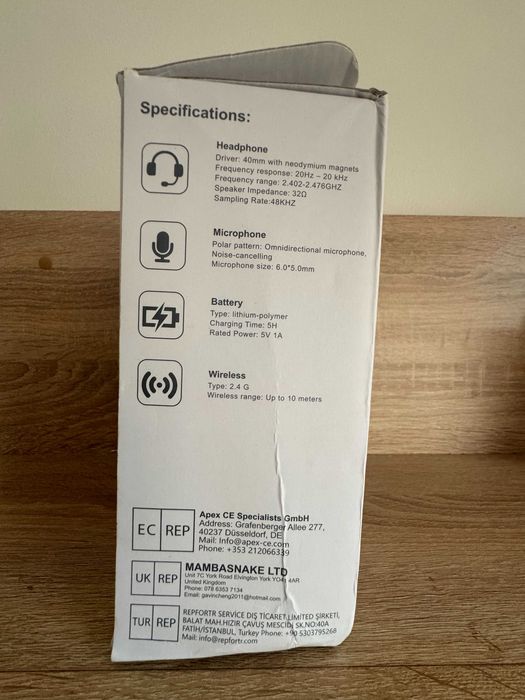 Specifications:
Headphone
Driver: 40mm with neodymium magnets
Frequency response: 20Hz – 20 kHz
Frequency range: 2.402-2.476GHZ
Speaker Impedance: 32Ω
Sampling Rate:48KHZ
Microphone
Polar pattern: Omnidirectional microphone,
Noise-cancelling
Microphone size: 6.0*5.0mm
Battery
Type: lithium-polymer
Charging Time: 5H
Rated Power: 5V 1A
Wireless
Type: 2.4 G
Wireless range: Up to 10 meters
EC REP
Apex CE Specialists GmbH
Address: Grafenberger Allee 277,
40237 Düsseldorf, DE
Mail: Info@apex-ce.com
Phone: +353 212066339
UK REP
MAMBASNAKE LTD
Unit 7C York Road Elvington York YO41 4AR
United Kingdom
Phone: 078 6353 7134
Email: gavincheng2011@hotmail.com
TUR REP
REPFORTR SERVICE DIŞ TİCARET LİMİTED ŞİRKETİ,
BALAT MAH.HIZIR ÇAVUŞ MESCİDİ SK.NO:40A
FATİH/İSTANBUL, Turkey Phone: +90 5303795268
Mail: info@repfortr.com